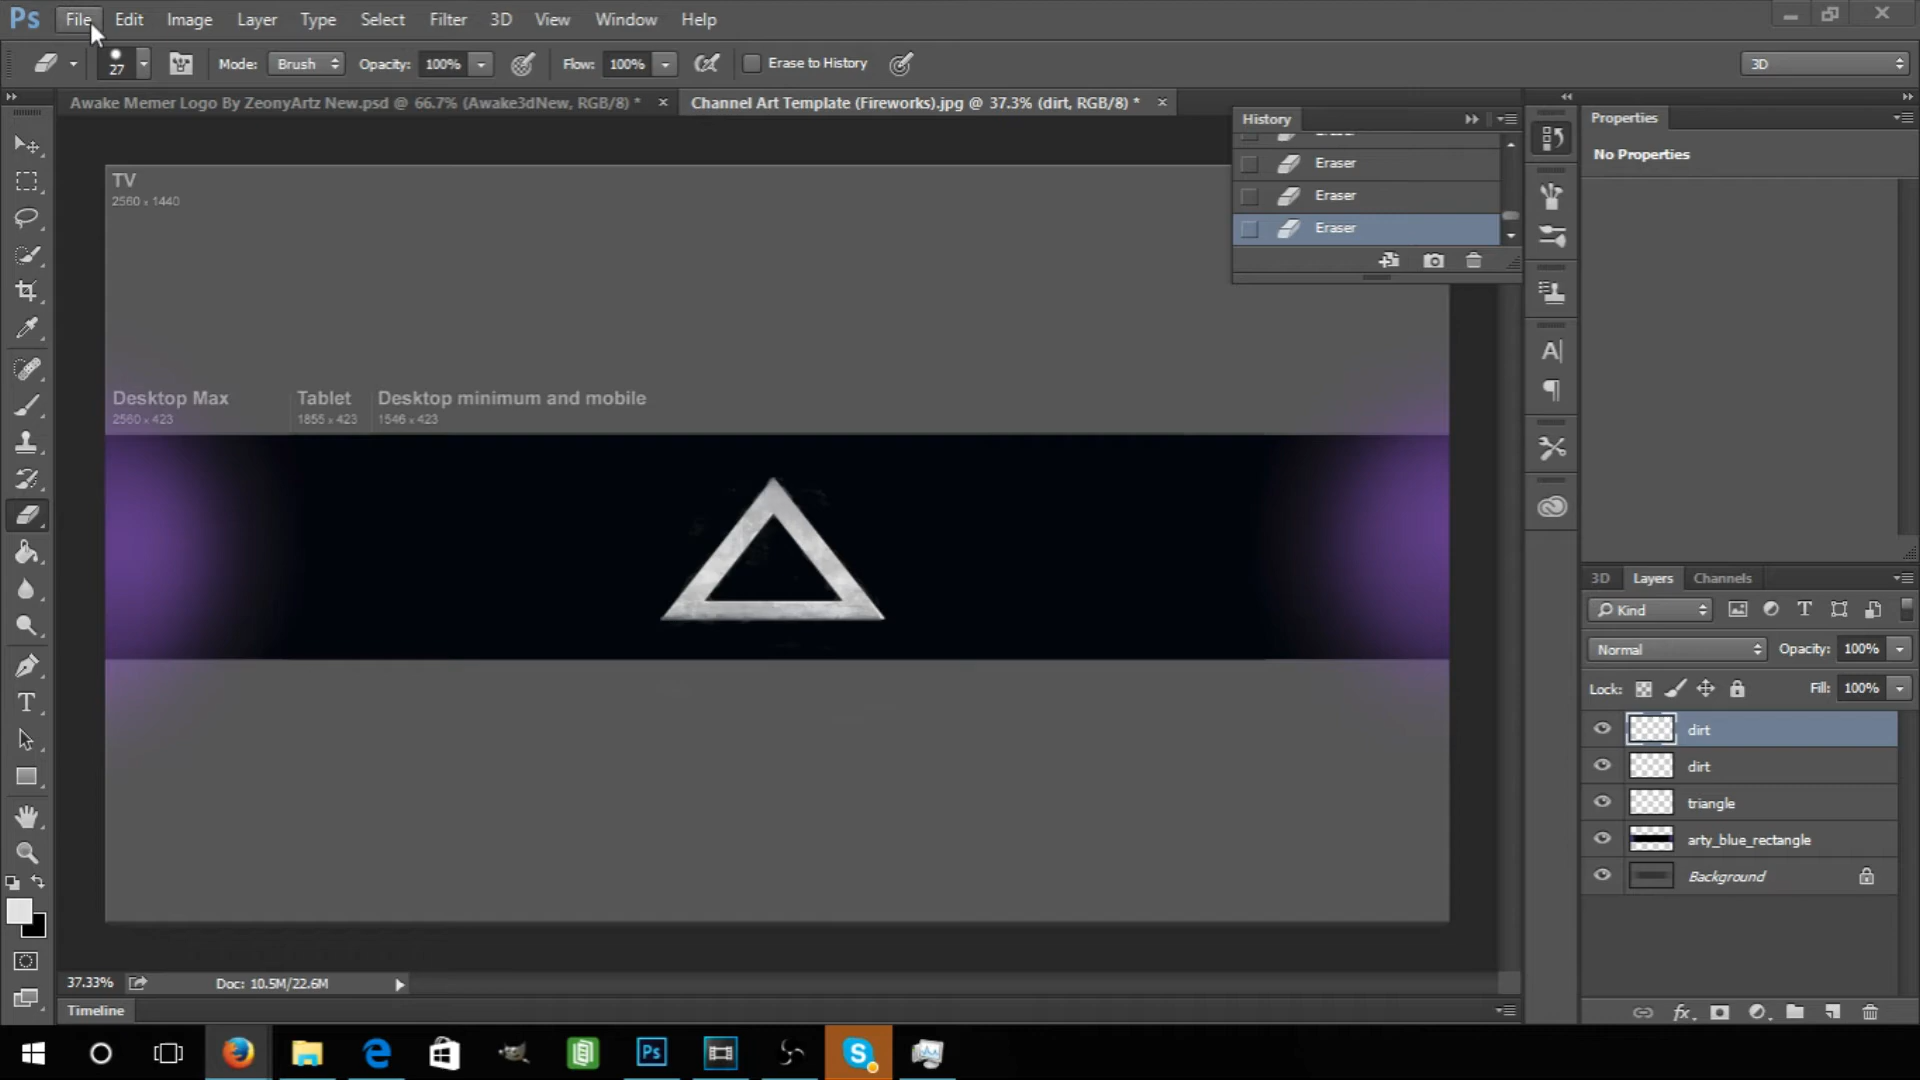 Ps File Edit Image Layer Type Select Filter 3D View Window Help
27 Mode: Brush Opacity: 100% Flow: 100% Erase to History 3D
Awake Memer Logo By ZeonyArtz New.psd @ 66.7% (Awake3dNew, RGB/8) * Channel Art Template (Fireworks).jpg @ 37.3% (dirt, RGB/8) *
History
Eraser
Eraser
Eraser
Eraser
Properties
No Properties
TV
2560 x 1440
Desktop Max Tablet Desktop minimum and mobile
2560 x 423 1855 x 423 1546 x 423
3D Layers Channels
Kind
Normal Opacity: 100%
Lock: Fill: 100%
dirt
dirt
triangle
arty_blue_rectangle
Background
37.33% Doc: 10.5M/22.6M
Timeline